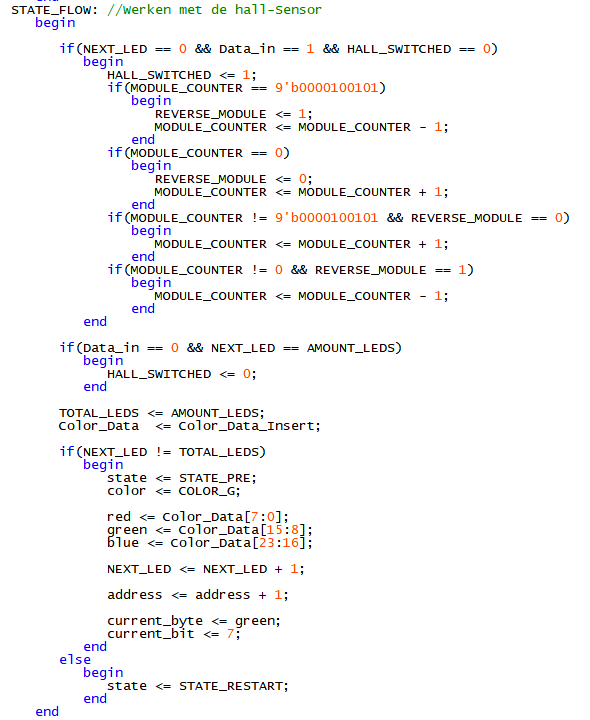 STATE_FLOW: //Werken met de hall-Sensor
begin
if(NEXT_LED == 0 && Data_in == 1 && HALL_SWITCHED == 0)
begin
HALL_SWITCHED <= 1;
if(MODULE_COUNTER == 9'b0000100101)
begin
REVERSE_MODULE <= 1;
MODULE_COUNTER <= MODULE_COUNTER - 1;
end
if(MODULE_COUNTER == 0)
begin
REVERSE_MODULE <= 0;
MODULE_COUNTER <= MODULE_COUNTER + 1;
end
if(MODULE_COUNTER != 9'b0000100101 && REVERSE_MODULE == 0)
begin
MODULE_COUNTER <= MODULE_COUNTER + 1;
end
if(MODULE_COUNTER != 0 && REVERSE_MODULE == 1)
begin
MODULE_COUNTER <= MODULE_COUNTER - 1;
end
end
if(Data_in == 0 && NEXT_LED == AMOUNT_LEDS)
begin
HALL_SWITCHED <= 0;
end
TOTAL_LEDS <= AMOUNT_LEDS;
Color_Data <= Color_Data_Insert;
if(NEXT_LED != TOTAL_LEDS)
begin
state <= STATE_PRE;
color <= COLOR_G;
red <= Color_Data[7:0];
green <= Color_Data[15:8];
blue <= Color_Data[23:16];
NEXT_LED <= NEXT_LED + 1;
address <= address + 1;
current_byte <= green;
current_bit <= 7;
end
else
begin
state <= STATE_RESTART;
end
end